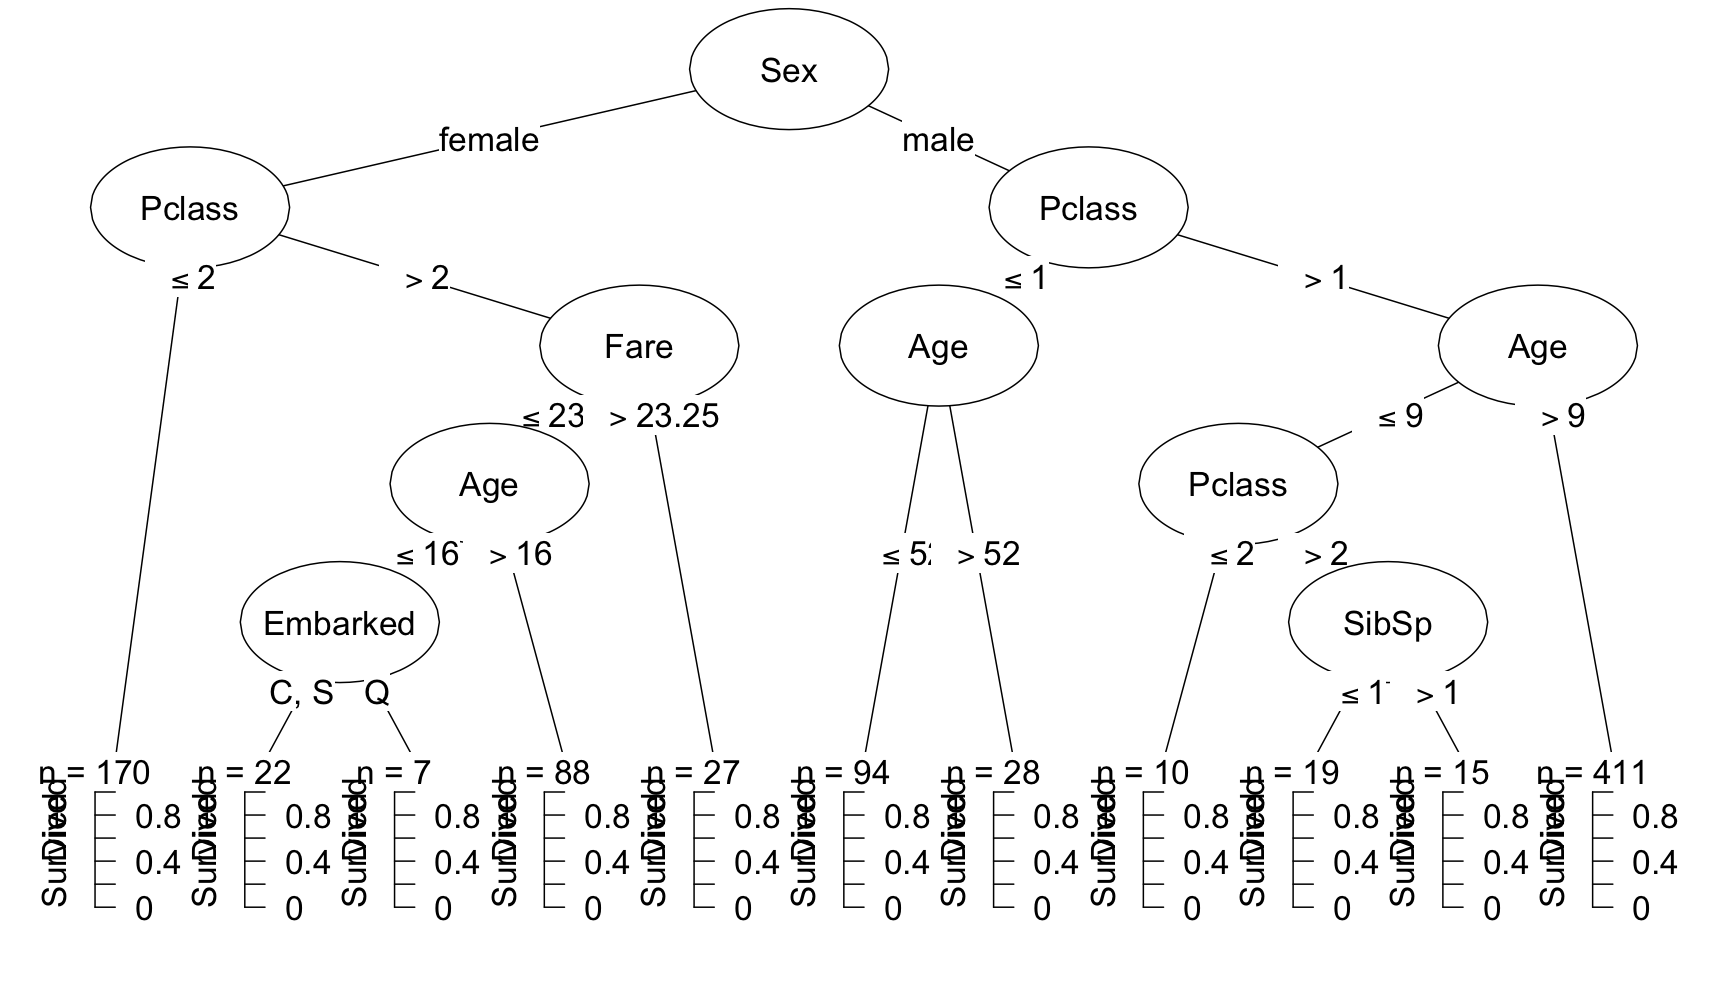 Sex
female
male
Pclass
Pclass
≤ 2
> 2
≤ 1
> 1
Fare
Age
Age
≤ 23
> 23.25
≤ 9
> 9
Age
Pclass
≤ 16
> 16
≤ 5
> 52
≤ 2
> 2
Embarked
SibSp
C, S
Q
≤ 1
> 1
n = 170
n = 22
n = 7
n = 88
n = 27
n = 94
n = 28
n = 10
n = 19
n = 15
n = 411
Survived Died 0.8 0.4 0
Survived Died 0.8 0.4 0
Survived Died 0.8 0.4 0
Survived Died 0.8 0.4 0
Survived Died 0.8 0.4 0
Survived Died 0.8 0.4 0
Survived Died 0.8 0.4 0
Survived Died 0.8 0.4 0
Survived Died 0.8 0.4 0
Survived Died 0.8 0.4 0
Survived Died 0.8 0.4 0